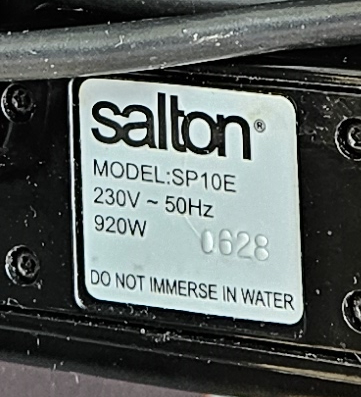 salton®
MODEL:SP10E
230V ~ 50Hz
920W
0628
DO NOT IMMERSE IN WATER